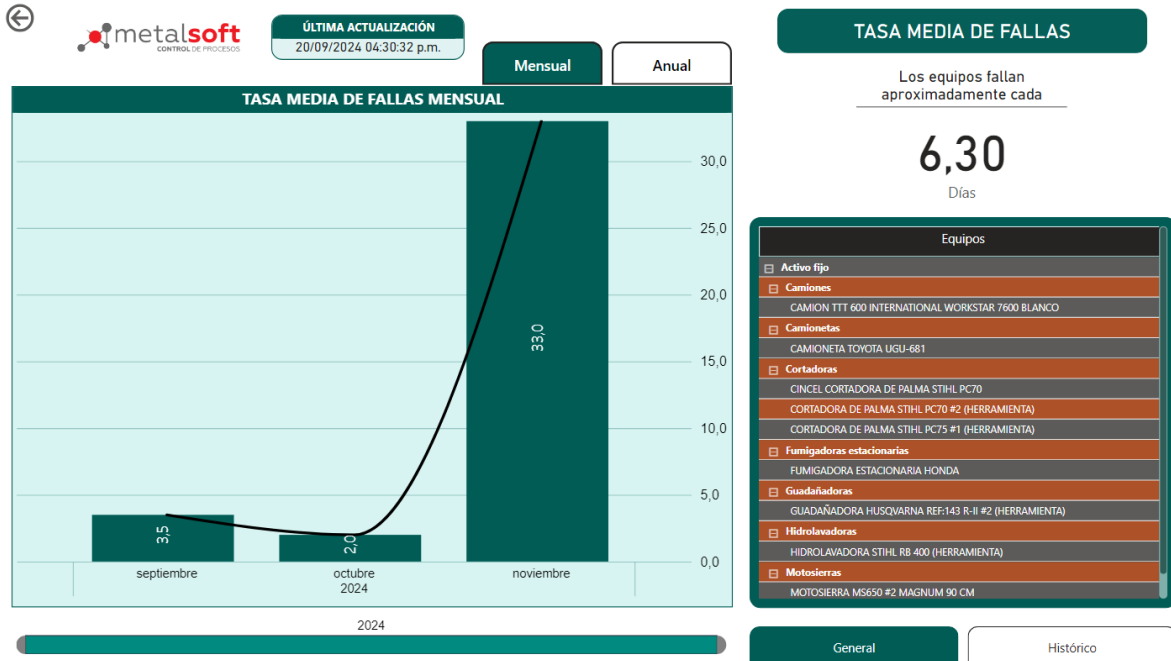 metalsoft
CONTROL DE PROCESOS
ÚLTIMA ACTUALIZACIÓN
20/09/2024 04:30:32 p.m.
Mensual
Anual
TASA MEDIA DE FALLAS MENSUAL
30,0
25,0
20,0
15,0
10,0
5,0
0,0
3,5
2,0
33,0
septiembre
octubre
noviembre
2024
2024
TASA MEDIA DE FALLAS
Los equipos fallan
aproximadamente cada
6,30
Días
Equipos
Activo fijo
Camiones
CAMION TTT 600 INTERNATIONAL WORKSTAR 7600 BLANCO
Camionetas
CAMIONETA TOYOTA UGU-681
Cortadoras
CINCEL CORTADORA DE PALMA STIHL PC70
CORTADORA DE PALMA STIHL PC70 #2 (HERRAMIENTA)
CORTADORA DE PALMA STIHL PC75 #1 (HERRAMIENTA)
Fumigadoras estacionarias
FUMIGADORA ESTACIONARIA HONDA
Guadañadoras
GUADAÑADORA HUSQVARNA REF:143 R-II #2 (HERRAMIENTA)
Hidrolavadoras
HIDROLAVADORA STIHL RB 400 (HERRAMIENTA)
Motosierras
MOTOSIERRA MS650 #2 MAGNUM 90 CM
General
Histórico